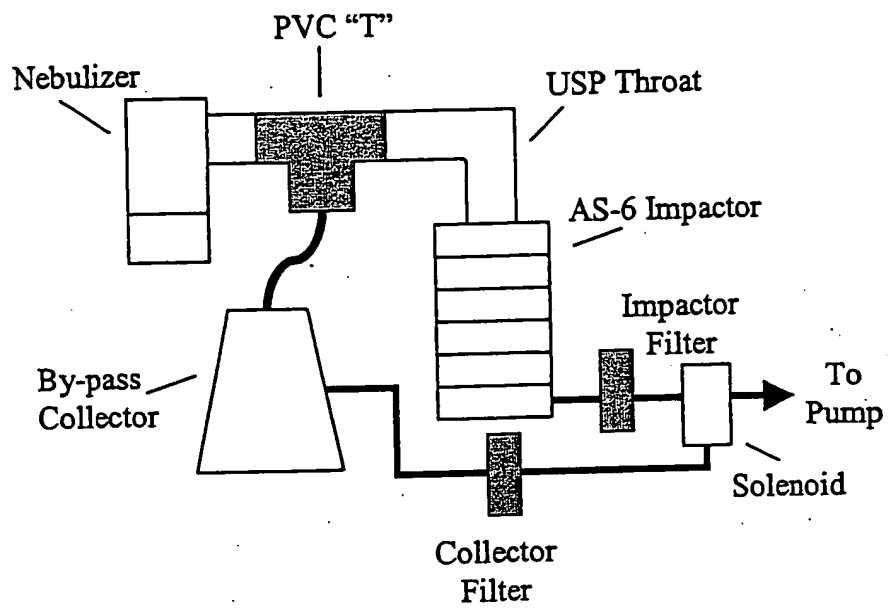 PVC “T”
Nebulizer
USP Throat
AS-6 Impactor
Impactor
Filter
By-pass
Collector
To
Pump
Solenoid
Collector
Filter